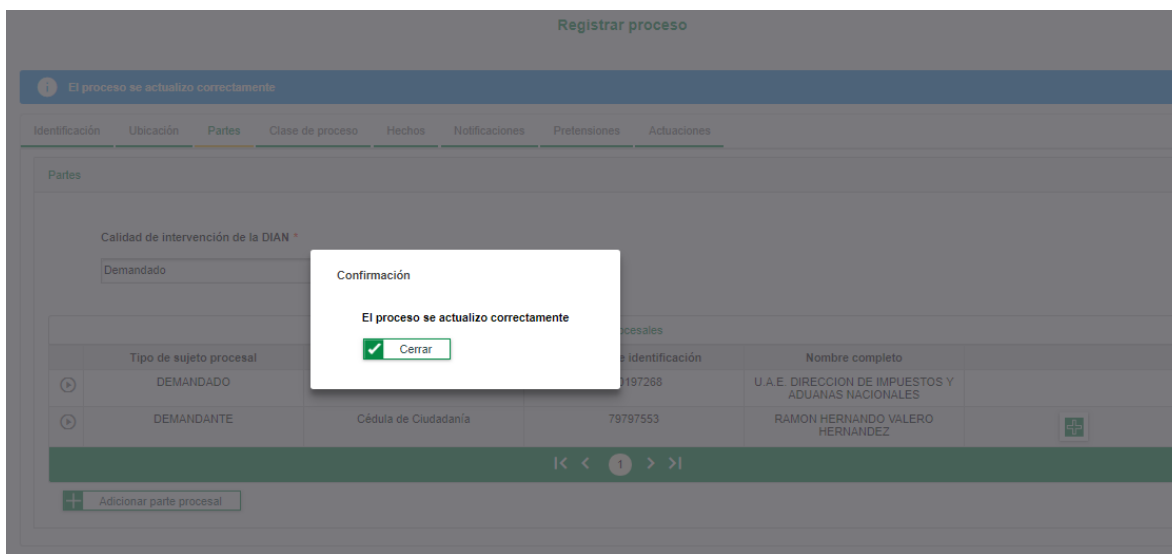 Registrar proceso
El proceso se actualizo correctamente
Identificación Ubicación Partes Clase de proceso Hechos Notificaciones Pretensiones Actuaciones
Partes
Calidad de intervención de la DIAN *
Demandado
Confirmación
El proceso se actualizo correctamente
Cerrar
Tipo de sujeto procesal identificación Nombre completo
DEMANDADO 197268 U.A.E. DIRECCION DE IMPUESTOS Y
ADUANAS NACIONALES
DEMANDANTE Cédula de Ciudadanía 79797553 RAMON HERNANDO VALERO
HERNANDEZ
1
Adicionar parte procesal